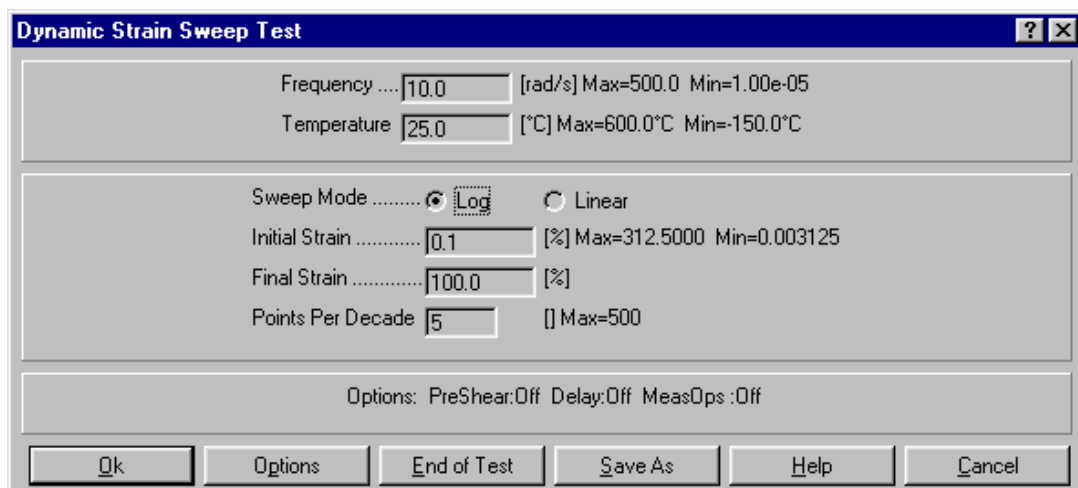 Dynamic Strain Sweep Test ? X
Frequency .... 10.0 [rad/s] Max=500.0 Min=1.00e-05
Temperature 25.0 [°C] Max=600.0°C Min=-150.0°C
Sweep Mode ........ Log Linear
Initial Strain ............ 0.1 [%] Max=312.5000 Min=0.003125
Final Strain ............. 100.0 [%]
Points Per Decade 5 [] Max=500
Options: PreShear:Off Delay:Off MeasOps :Off
Ok Options End of Test Save As Help Cancel